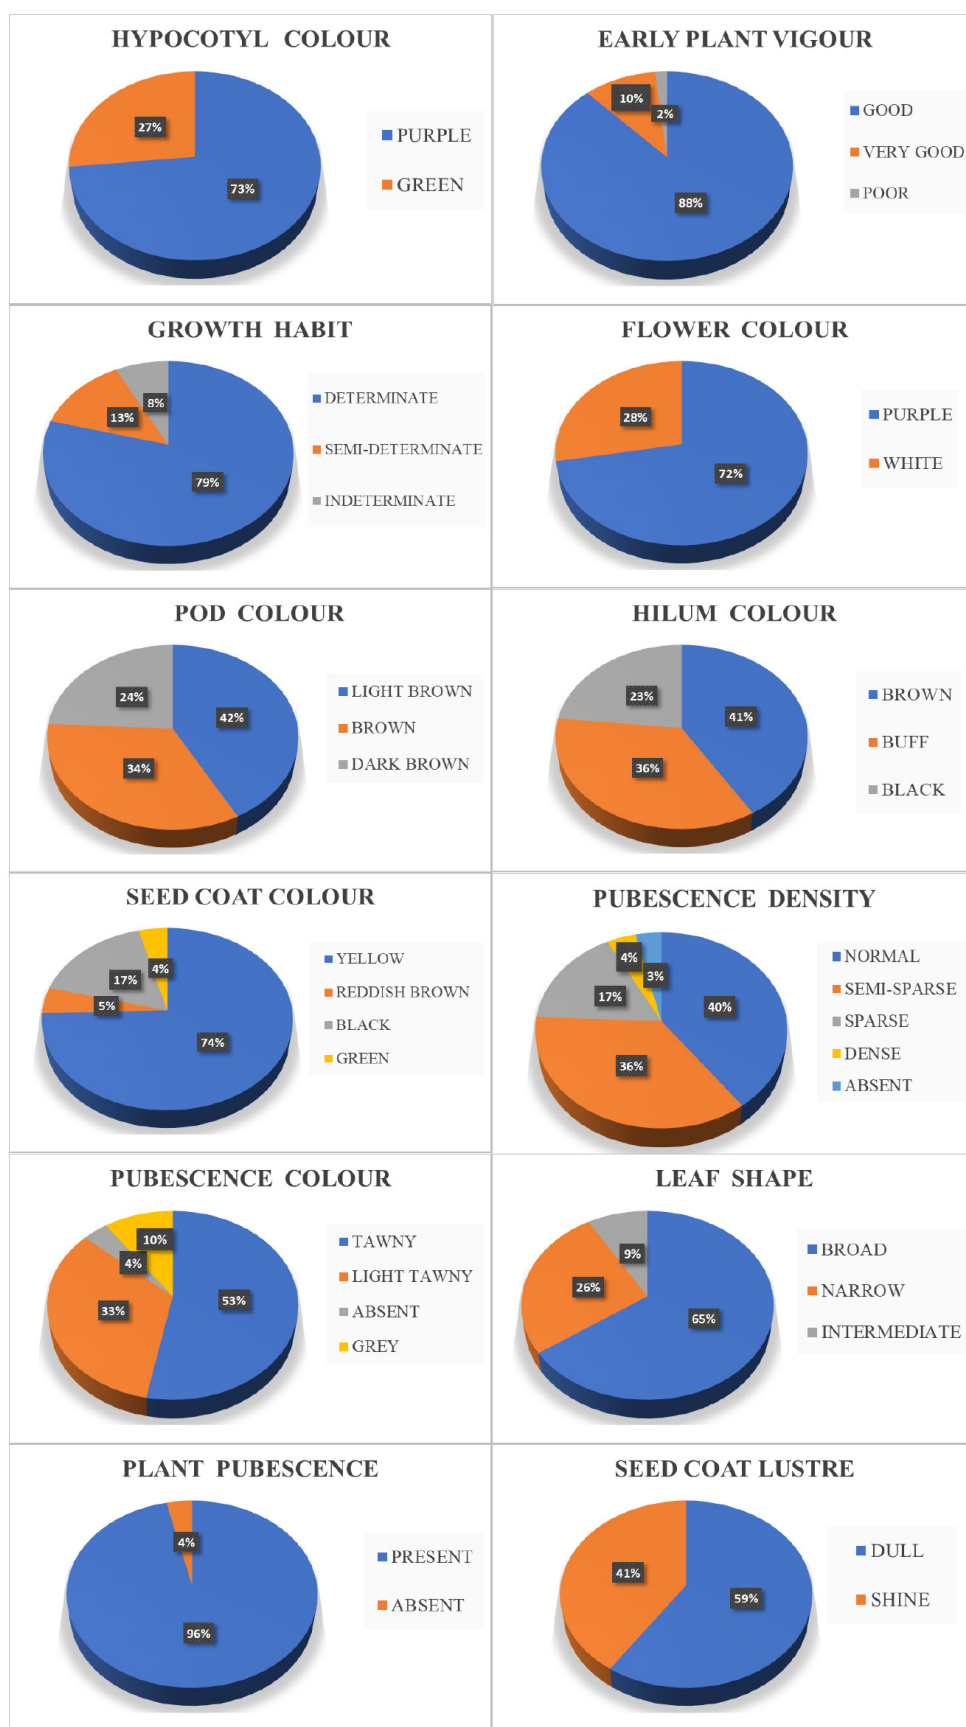 HYPOCOTYL COLOUR
27%
73%
PURPLE
GREEN
EARLY PLANT VIGOUR
10%
2%
88%
GOOD
VERY GOOD
POOR
GROWTH HABIT
8%
13%
79%
DETERMINATE
SEMI-DETERMINATE
INDETERMINATE
FLOWER COLOUR
28%
72%
PURPLE
WHITE
POD COLOUR
24%
42%
34%
LIGHT BROWN
BROWN
DARK BROWN
HILUM COLOUR
23%
41%
36%
BROWN
BUFF
BLACK
SEED COAT COLOUR
4%
17%
5%
74%
YELLOW
REDDISH BROWN
BLACK
GREEN
PUBESCENCE DENSITY
4%
3%
17%
40%
36%
NORMAL
SEMI-SPARSE
SPARSE
DENSE
ABSENT
PUBESCENCE COLOUR
10%
4%
33%
53%
TAWNY
LIGHT TAWNY
ABSENT
GREY
LEAF SHAPE
9%
26%
65%
BROAD
NARROW
INTERMEDIATE
PLANT PUBESCENCE
4%
96%
PRESENT
ABSENT
SEED COAT LUSTRE
41%
59%
DULL
SHINE